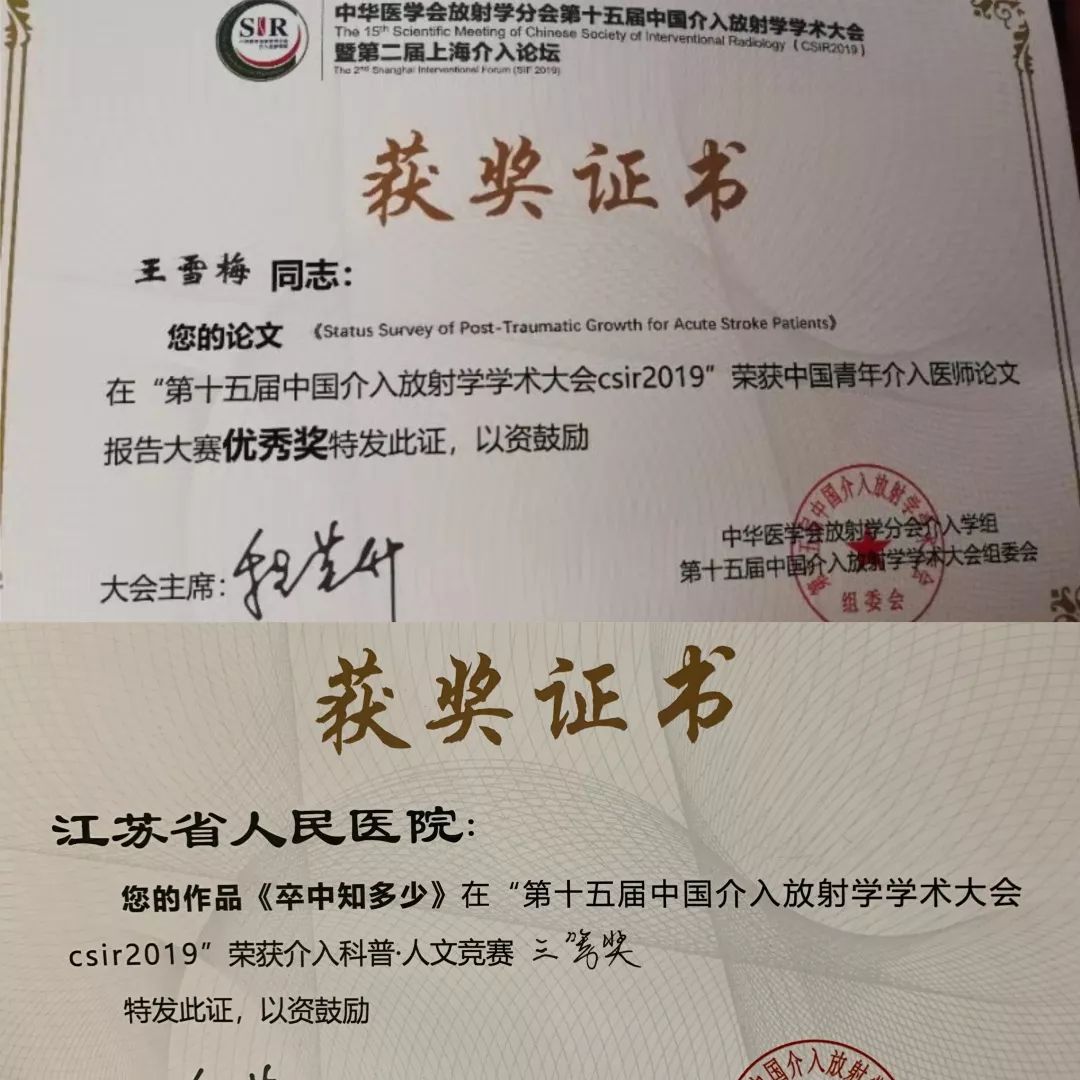 SIR
中华医学会放射学分会第十五届中国介入放射学学术大会
The 15th Scientific Meeting of Chinese Society of Interventional Radiology ( CSIR2019 )
暨第二届上海介入论坛
The 2nd Shanghai Interventional Forum (SIF 2019)
获奖证书
王雪梅 同志：
您的论文 《Status Survey of Post-Traumatic Growth for Acute Stroke Patients》
在“第十五届中国介入放射学学术大会csir2019”荣获中国青年介入医师论文
报告大赛优秀奖特发此证，以资鼓励
中华医学会放射学分会介入学组
大会主席：
第十五届中国介入放射学学术大会组委会
组委会
获奖证书
江苏省人民医院：
您的作品《卒中知多少》在“第十五届中国介入放射学学术大会
csir2019”荣获介入科普·人文竞赛 三等奖
特发此证，以资鼓励
中国介入放射